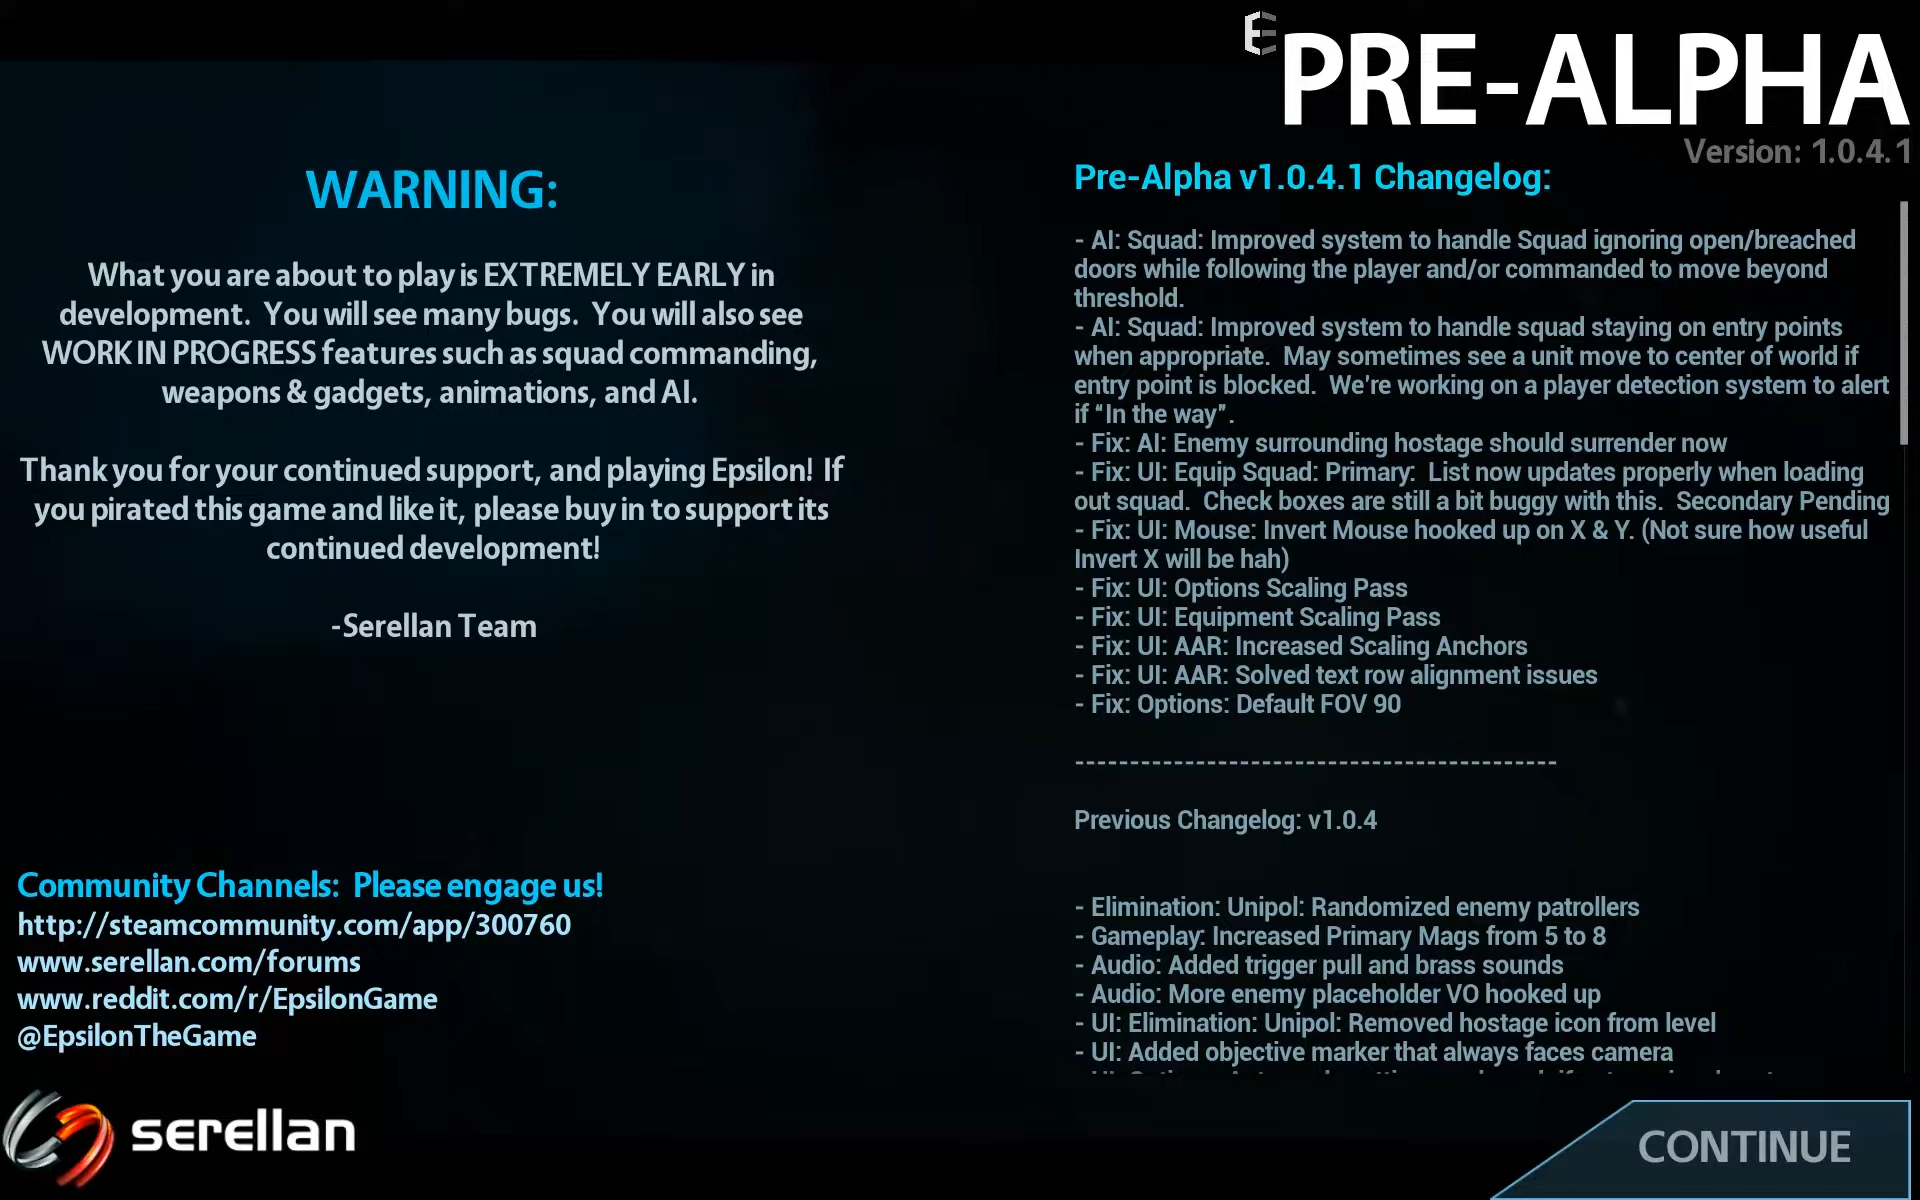 PRE-ALPHA
Version: 1.0.4.1
WARNING:
What you are about to play is EXTREMELY EARLY in
development.  You will see many bugs.  You will also see
WORK IN PROGRESS features such as squad commanding,
weapons & gadgets, animations, and AI.
Thank you for your continued support, and playing Epsilon!  If
you pirated this game and like it, please buy in to support its
continued development!
-Serellan Team
Community Channels:  Please engage us!
http://steamcommunity.com/app/300760
www.serellan.com/forums
www.reddit.com/r/EpsilonGame
@EpsilonTheGame
serellan
Pre-Alpha v1.0.4.1 Changelog:
- AI: Squad: Improved system to handle Squad ignoring open/breached
doors while following the player and/or commanded to move beyond
threshold.
- AI: Squad: Improved system to handle squad staying on entry points
when appropriate.  May sometimes see a unit move to center of world if
entry point is blocked.  We're working on a player detection system to alert
if “In the way”.
- Fix: AI: Enemy surrounding hostage should surrender now
- Fix: UI: Equip Squad: Primary:  List now updates properly when loading
out squad.  Check boxes are still a bit buggy with this.  Secondary Pending
- Fix: UI: Mouse: Invert Mouse hooked up on X & Y. (Not sure how useful
Invert X will be hah)
- Fix: UI: Options Scaling Pass
- Fix: UI: Equipment Scaling Pass
- Fix: UI: AAR: Increased Scaling Anchors
- Fix: UI: AAR: Solved text row alignment issues
- Fix: Options: Default FOV 90
--------------------------------------------
Previous Changelog: v1.0.4
- Elimination: Unipol: Randomized enemy patrollers
- Gameplay: Increased Primary Mags from 5 to 8
- Audio: Added trigger pull and brass sounds
- Audio: More enemy placeholder VO hooked up
- UI: Elimination: Unipol: Removed hostage icon from level
- UI: Added objective marker that always faces camera
CONTINUE